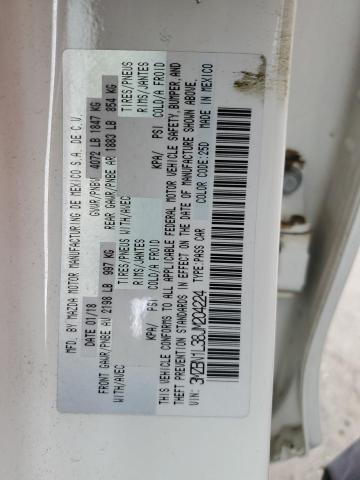 MFD. BY MAZDA MOTOR MANUFACTURING DE MEXICO S.A. DE C.V.
DATE 01/18 GVWR/PNBV 4072 LB 1847 KG
FRONT GAWR/PNBE AV 2198 LB 997 KG REAR GAWR/PNBE AR 1883 LB 854 KG
WITH/AVEC TIRES/PNEUS WITH/AVEC TIRES/PNEUS
RIMS/JANTES RIMS/JANTES
KPA/ PSI COLD/A FROID KPA/ PSI COLD/A FROID
THIS VEHICLE CONFORMS TO ALL APPLICABLE FEDERAL MOTOR VEHICLE SAFETY, BUMPER, AND
THEFT PREVENTION STANDARDS IN EFFECT ON THE DATE OF MANUFACTURE SHOWN ABOVE.
VIN: 3MZBN1L38JM204224 TYPE:PASS CAR COLOR CODE: 25D MADE IN MEXICO